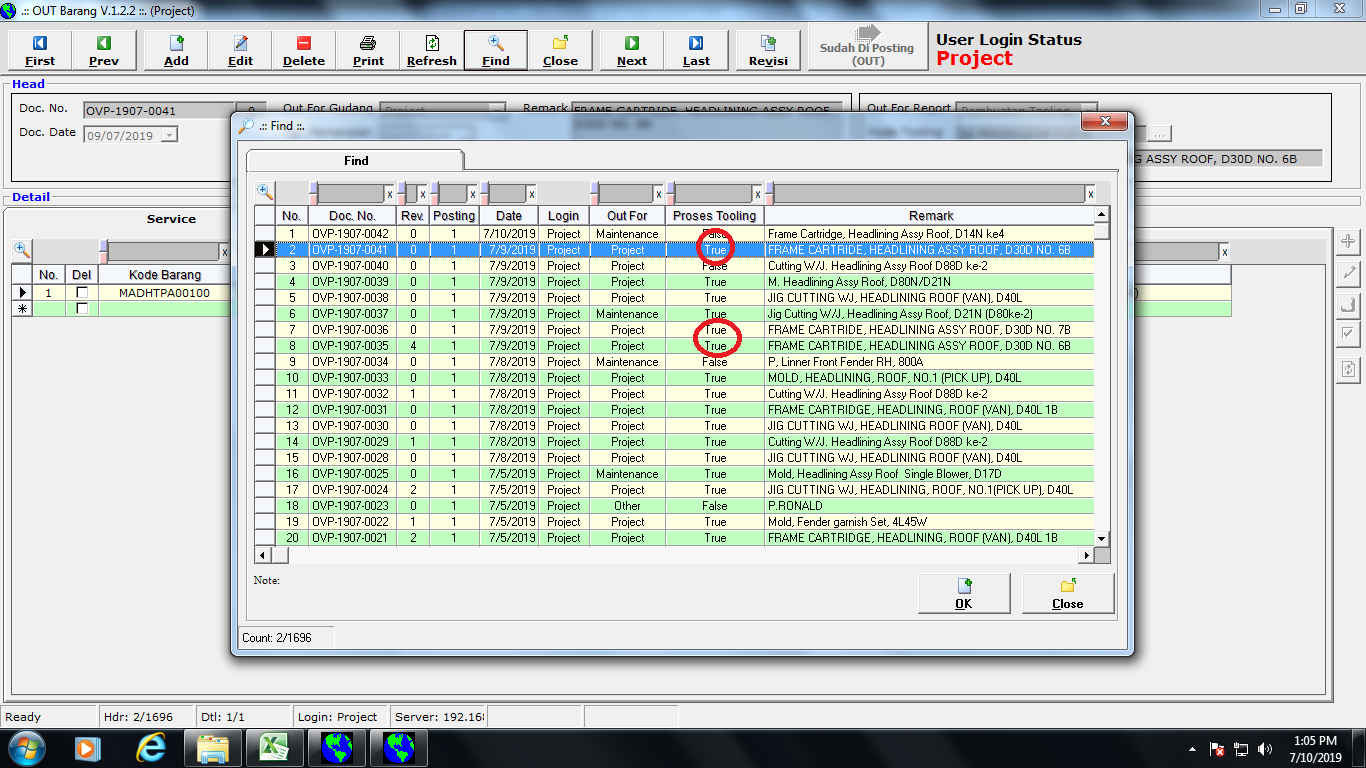 .:: OUT Barang V.1.2.2 ::. (Project)
First Prev Add Edit Delete Print Refresh Find Close Next Last Revisi Sudah Di Posting (OUT)
User Login Status
Project
Head
Doc. No. OVP-1907-0041 0 Out For Gudang Project Remark FRAME CARTRIDE, HEADLINING ASSY ROOF, D30D NO. 6B Out For Report Pembuatan Tooling
Doc. Date 09/07/2019
...
G ASSY ROOF, D30D NO. 6B
Detail
Service
No. Del Kode Barang
1 MADHTPA00100
.:: Find ::.
Find
x x x x x x x
No. Doc. No. Rev. Posting Date Login Out For Proses Tooling Remark
1 OVP-1907-0042 0 1 7/10/2019 Project Maintenance False Frame Cartridge, Headlining Assy Roof, D14N ke4
2 OVP-1907-0041 0 1 7/9/2019 Project Project True FRAME CARTRIDE, HEADLINING ASSY ROOF, D30D NO. 6B
3 OVP-1907-0040 0 1 7/9/2019 Project Project False Cutting W/J. Headlining Assy Roof D88D ke-2
4 OVP-1907-0039 0 1 7/9/2019 Project Project True M. Headlining Assy Roof, D80N/D21N
5 OVP-1907-0038 0 1 7/9/2019 Project Project True JIG CUTTING WJ, HEADLINING ROOF (VAN), D40L
6 OVP-1907-0037 0 1 7/9/2019 Project Maintenance True Jig Cutting W/J, Headlining Assy Roof, D21N (D80ke-2)
7 OVP-1907-0036 0 1 7/9/2019 Project Project True FRAME CARTRIDE, HEADLINING ASSY ROOF, D30D NO. 7B
8 OVP-1907-0035 4 1 7/9/2019 Project Project True FRAME CARTRIDE, HEADLINING ASSY ROOF, D30D NO. 6B
9 OVP-1907-0034 0 1 7/8/2019 Project Maintenance False P, Linner Front Fender RH, 800A
10 OVP-1907-0033 0 1 7/8/2019 Project Project True MOLD, HEADLINING, ROOF, NO.1 (PICK UP), D40L
11 OVP-1907-0032 1 1 7/8/2019 Project Project True Cutting W/J. Headlining Assy Roof D88D ke-2
12 OVP-1907-0031 0 1 7/8/2019 Project Project True FRAME CARTRIDGE, HEADLINING, ROOF (VAN), D40L 1B
13 OVP-1907-0030 0 1 7/8/2019 Project Project True JIG CUTTING WJ, HEADLINING ROOF (VAN), D40L
14 OVP-1907-0029 1 1 7/8/2019 Project Project True Cutting W/J. Headlining Assy Roof D88D ke-2
15 OVP-1907-0028 0 1 7/8/2019 Project Project True JIG CUTTING WJ, HEADLINING ROOF (VAN), D40L
16 OVP-1907-0025 0 1 7/5/2019 Project Maintenance True Mold, Headlining Assy Roof Single Blower, D17D
17 OVP-1907-0024 2 1 7/5/2019 Project Project True JIG CUTTING WJ, HEADLINING, ROOF, NO.1(PICK UP), D40L
18 OVP-1907-0023 0 1 7/5/2019 Project Other False P.RONALD
19 OVP-1907-0022 1 1 7/5/2019 Project Project True Mold, Fender garnish Set, 4L45W
20 OVP-1907-0021 2 1 7/5/2019 Project Project True FRAME CARTRIDGE, HEADLINING, ROOF (VAN), D40L 1B
Note:
OK Close
Count: 2/1696
Ready Hdr: 2/1696 Dtl: 1/1 Login: Project Server: 192.16
1:05 PM
7/10/2019